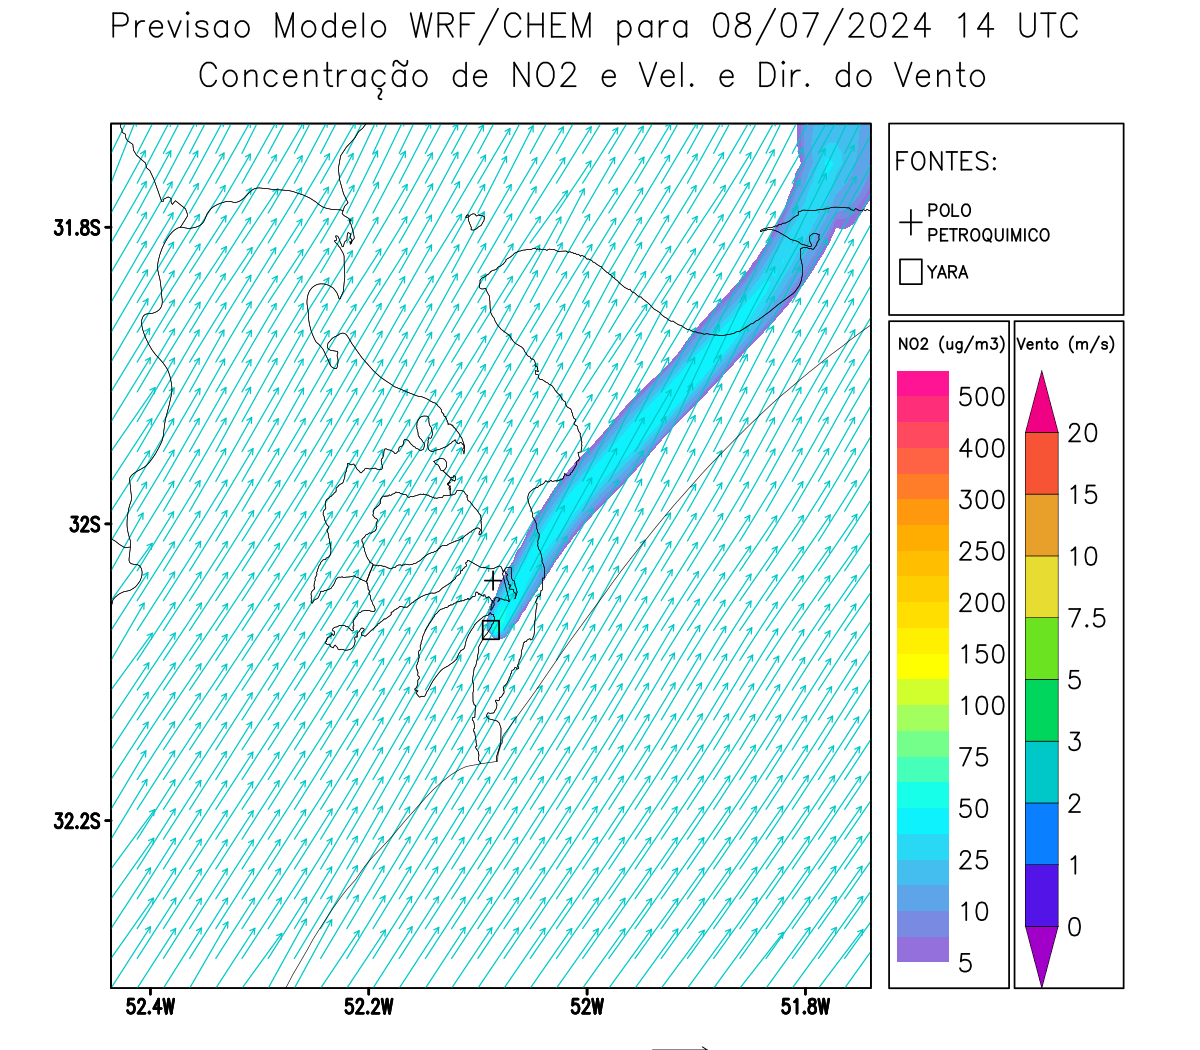 Previsao Modelo WRF/CHEM para 08/07/2024 14 UTC
Concentração de NO2 e Vel. e Dir. do Vento
FONTES:
POLO
PETROQUIMICO
YARA
31.8S
32S
32.2S
52.4W
52.2W
52W
51.8W
NO2 (ug/m3)
500
400
300
250
200
150
100
75
50
25
10
5
Vento (m/s)
20
15
10
7.5
5
3
2
1
0